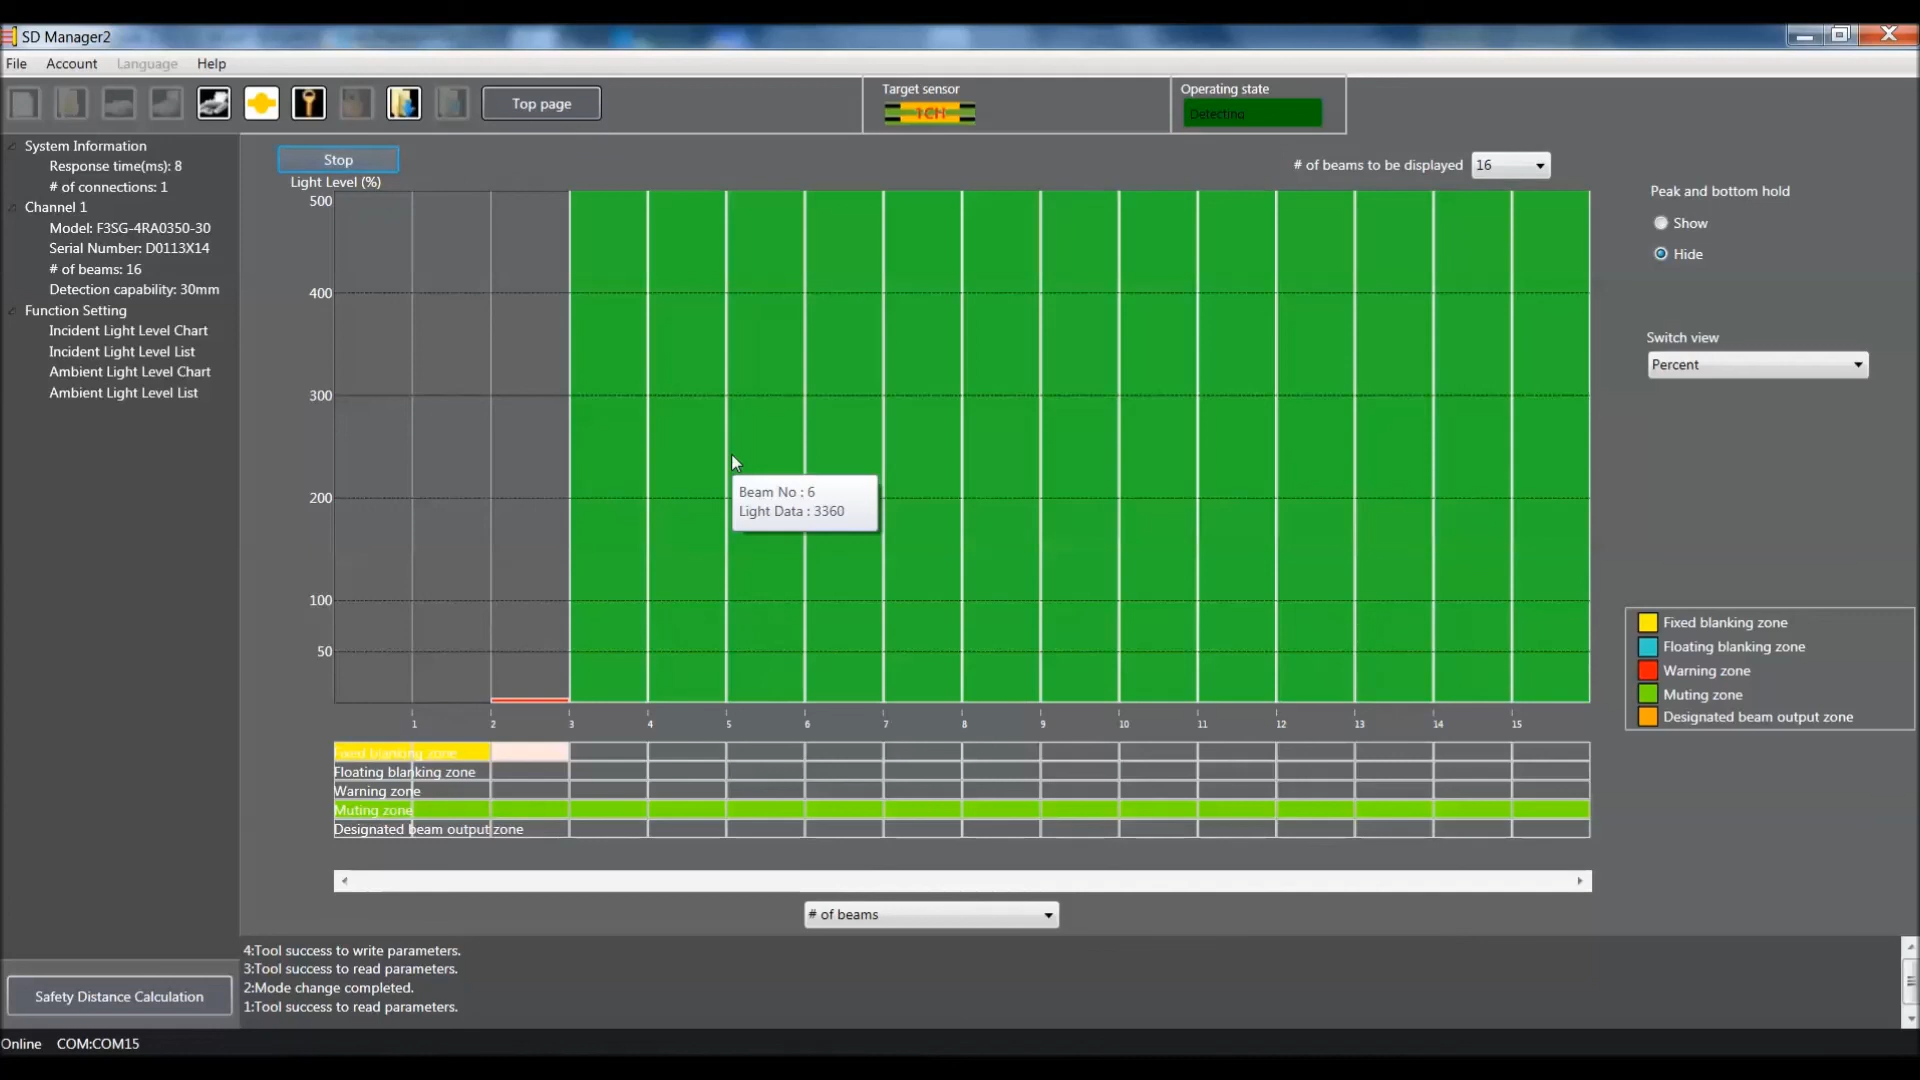 SD Manager2
File Account Language Help
Top page
Target sensor
1CH
Operating state
Detecting
System Information
Response time(ms): 8
# of connections: 1
Channel 1
Model: F3SG-4RA0350-30
Serial Number: D0113X14
# of beams: 16
Detection capability: 30mm
Function Setting
Incident Light Level Chart
Incident Light Level List
Ambient Light Level Chart
Ambient Light Level List
Stop
# of beams to be displayed 16
Light Level (%)
500
400
300
200
100
50
Beam No : 6
Light Data : 3360
1 2 3 4 5 6 7 8 9 10 11 12 13 14 15
Fixed blanking zone
Floating blanking zone
Warning zone
Muting zone
Designated beam output zone
# of beams
Peak and bottom hold
Show
Hide
Switch view
Percent
Fixed blanking zone
Floating blanking zone
Warning zone
Muting zone
Designated beam output zone
4:Tool success to write parameters.
3:Tool success to read parameters.
2:Mode change completed.
1:Tool success to read parameters.
Safety Distance Calculation
Online COM:COM15